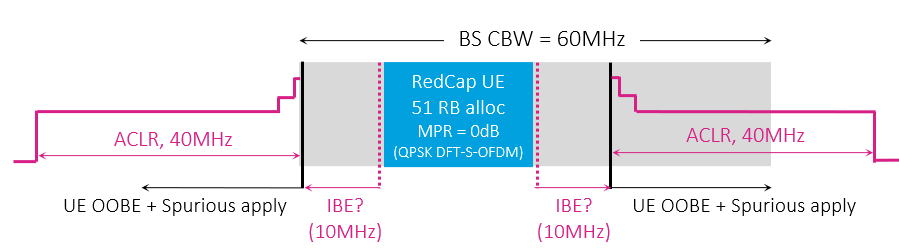 BS CBW = 60MHz
RedCap UE
51 RB alloc
MPR = 0dB
(QPSK DFT-S-OFDM)
ACLR, 40MHz
ACLR, 40MHz
UE OOBE + Spurious apply
IBE?
(10MHz)
IBE?
(10MHz)
UE OOBE + Spurious apply